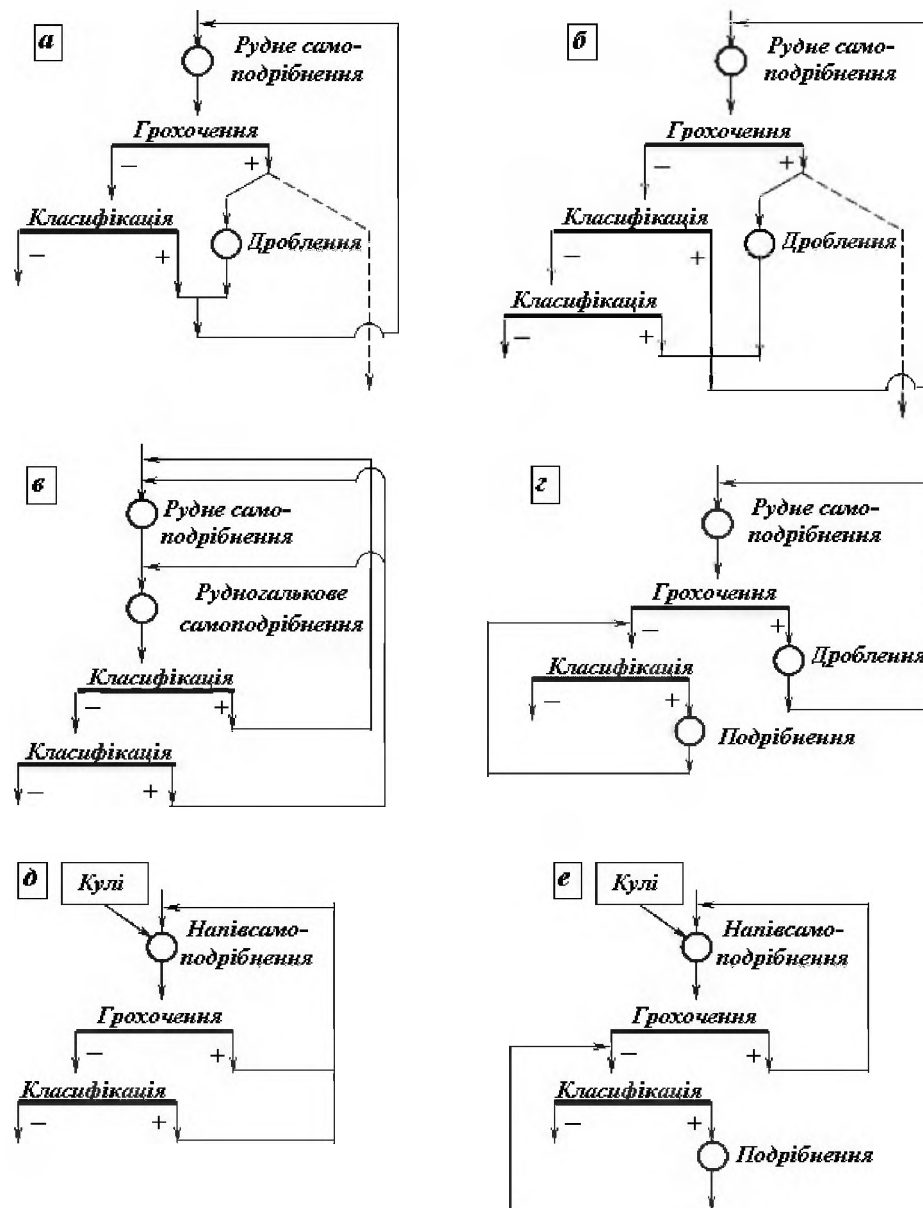 а
Рудне само-
подрібнення
Грохочення
–
+
Класифікація
Дроблення
–
+
б
Рудне само-
подрібнення
Грохочення
–
+
Класифікація
Дроблення
–
+
Класифікація
–
+
в
Рудне само-
подрібнення
Рудногалькове
самоподрібнення
Класифікація
–
+
Класифікація
–
+
г
Рудне само-
подрібнення
Грохочення
–
+
Дроблення
Класифікація
–
+
Подрібнення
д
Кулі
Напівсамо-
подрібнення
Грохочення
–
+
Класифікація
–
+
е
Кулі
Напівсамо-
подрібнення
Грохочення
–
+
Класифікація
–
+
Подрібнення